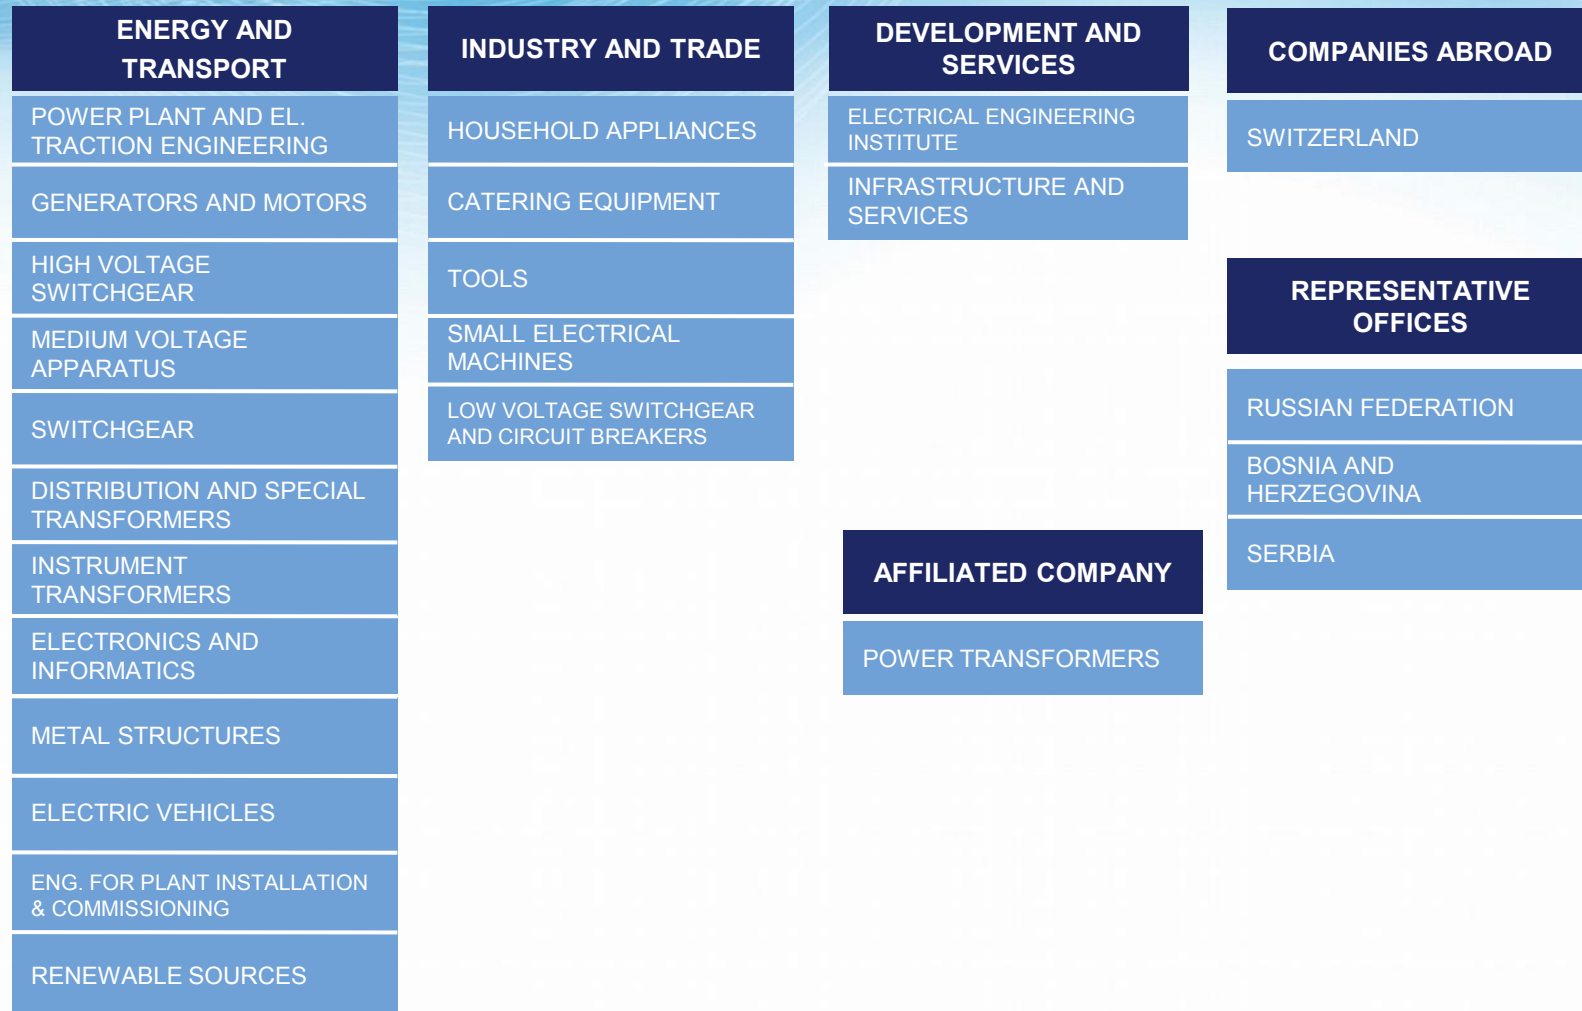 ENERGY AND
TRANSPORT
POWER PLANT AND EL.
TRACTION ENGINEERING
GENERATORS AND MOTORS
HIGH VOLTAGE
SWITCHGEAR
MEDIUM VOLTAGE
APPARATUS
SWITCHGEAR
DISTRIBUTION AND SPECIAL
TRANSFORMERS
INSTRUMENT
TRANSFORMERS
ELECTRONICS AND
INFORMATICS
METAL STRUCTURES
ELECTRIC VEHICLES
ENG. FOR PLANT INSTALLATION
& COMMISSIONING
RENEWABLE SOURCES
INDUSTRY AND TRADE
HOUSEHOLD APPLIANCES
CATERING EQUIPMENT
TOOLS
SMALL ELECTRICAL
MACHINES
LOW VOLTAGE SWITCHGEAR
AND CIRCUIT BREAKERS
DEVELOPMENT AND
SERVICES
ELECTRICAL ENGINEERING
INSTITUTE
INFRASTRUCTURE AND
SERVICES
AFFILIATED COMPANY
POWER TRANSFORMERS
COMPANIES ABROAD
SWITZERLAND
REPRESENTATIVE
OFFICES
RUSSIAN FEDERATION
BOSNIA AND
HERZEGOVINA
SERBIA